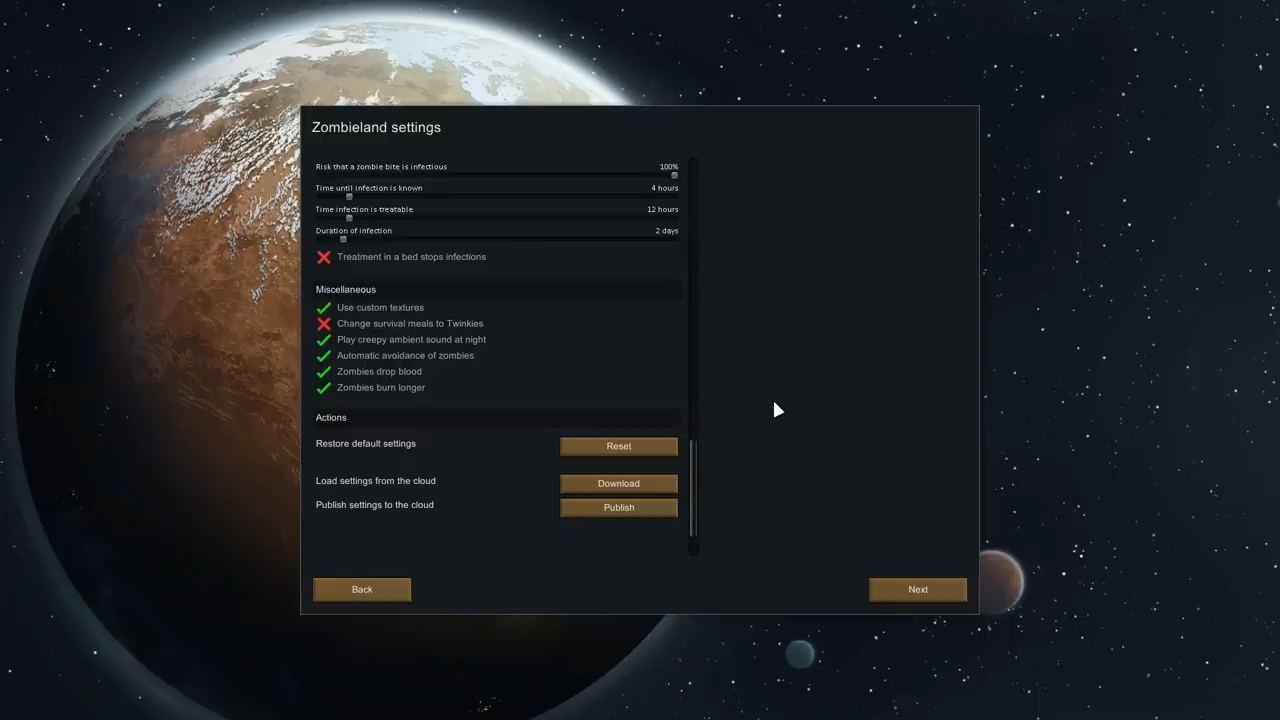 Zombieland settings
Risk that a zombie bite is infectious 100%
Time until infection is known 4 hours
Time infection is treatable 12 hours
Duration of infection 2 days
Treatment in a bed stops infections
Miscellaneous
Use custom textures
Change survival meals to Twinkies
Play creepy ambient sound at night
Automatic avoidance of zombies
Zombies drop blood
Zombies burn longer
Actions
Restore default settings Reset
Load settings from the cloud Download
Publish settings to the cloud Publish
Back Next